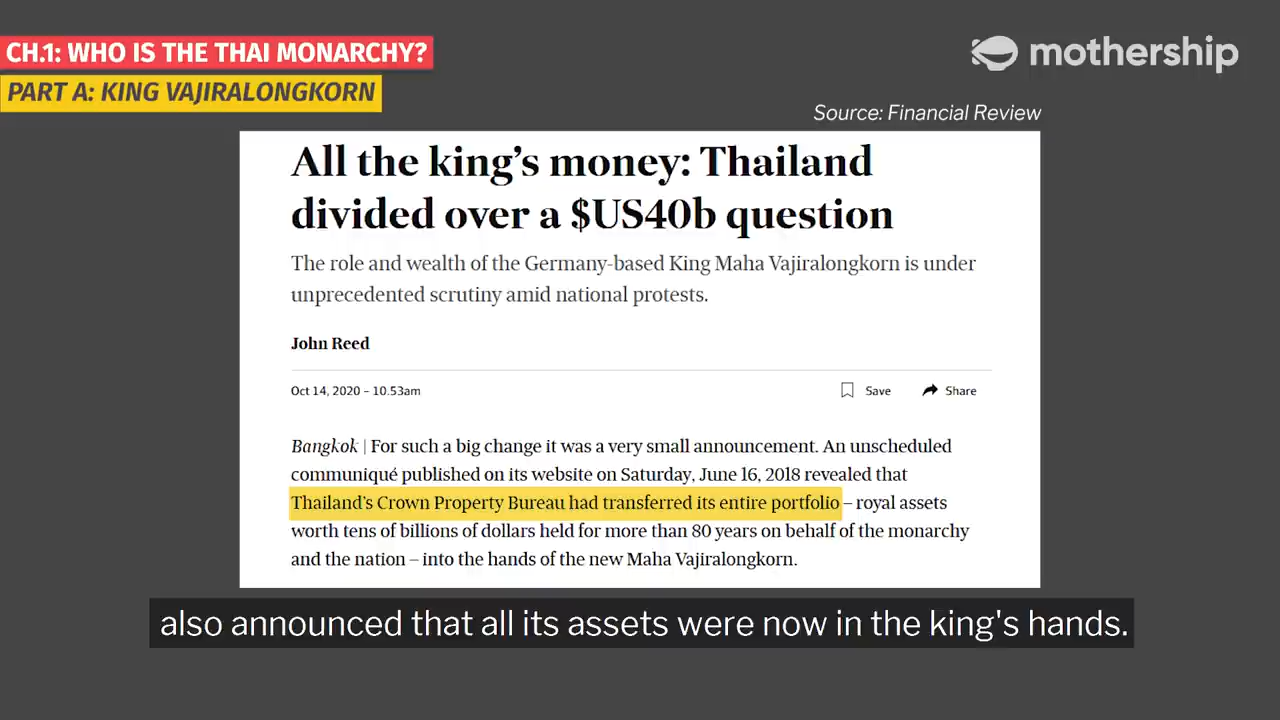 CH.1: WHO IS THE THAI MONARCHY?
PART A: KING VAJIRALONGKORN
mothership
Source: Financial Review
All the king’s money: Thailand
divided over a $US40b question
The role and wealth of the Germany-based King Maha Vajiralongkorn is under
unprecedented scrutiny amid national protests.
John Reed
Oct 14, 2020 – 10.53am
Save
Share
Bangkok | For such a big change it was a very small announcement. An unscheduled
communiqué published on its website on Saturday, June 16, 2018 revealed that
Thailand’s Crown Property Bureau had transferred its entire portfolio – royal assets
worth tens of billions of dollars held for more than 80 years on behalf of the monarchy
and the nation – into the hands of the new Maha Vajiralongkorn.
also announced that all its assets were now in the king's hands.